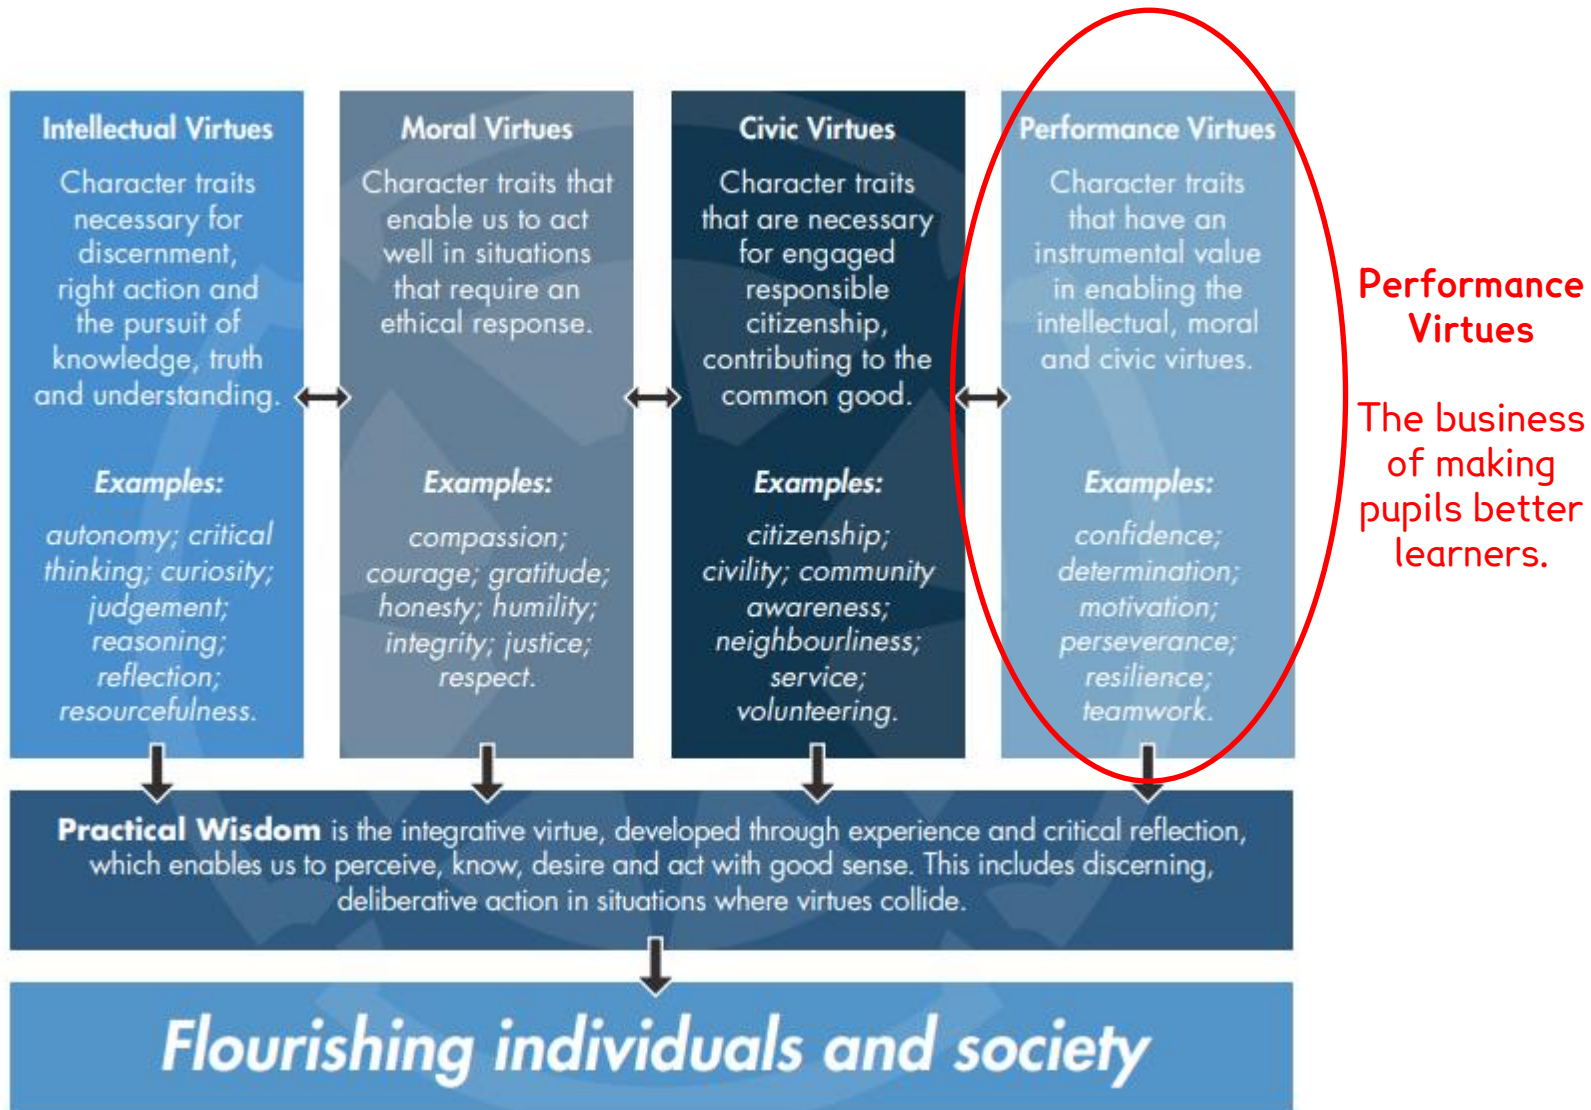 Intellectual Virtues
Character traits
necessary for
discernment,
right action and
the pursuit of
knowledge, truth
and understanding.
Examples:
autonomy; critical
thinking; curiosity;
judgement;
reasoning;
reflection;
resourcefulness.
Moral Virtues
Character traits that
enable us to act
well in situations
that require an
ethical response.
Examples:
compassion;
courage; gratitude;
honesty; humility;
integrity; justice;
respect.
Civic Virtues
Character traits
that are necessary
for engaged
responsible
citizenship,
contributing to the
common good.
Examples:
citizenship;
civility; community
awareness;
neighbourliness;
service;
volunteering.
Performance Virtues
Character traits
that have an
instrumental value
in enabling the
intellectual, moral
and civic virtues.
Examples:
confidence;
determination;
motivation;
perseverance;
resilience;
teamwork.
Performance
Virtues
The business
of making
pupils better
learners.
Practical Wisdom is the integrative virtue, developed through experience and critical reflection,
which enables us to perceive, know, desire and act with good sense. This includes discerning,
deliberative action in situations where virtues collide.
Flourishing individuals and society